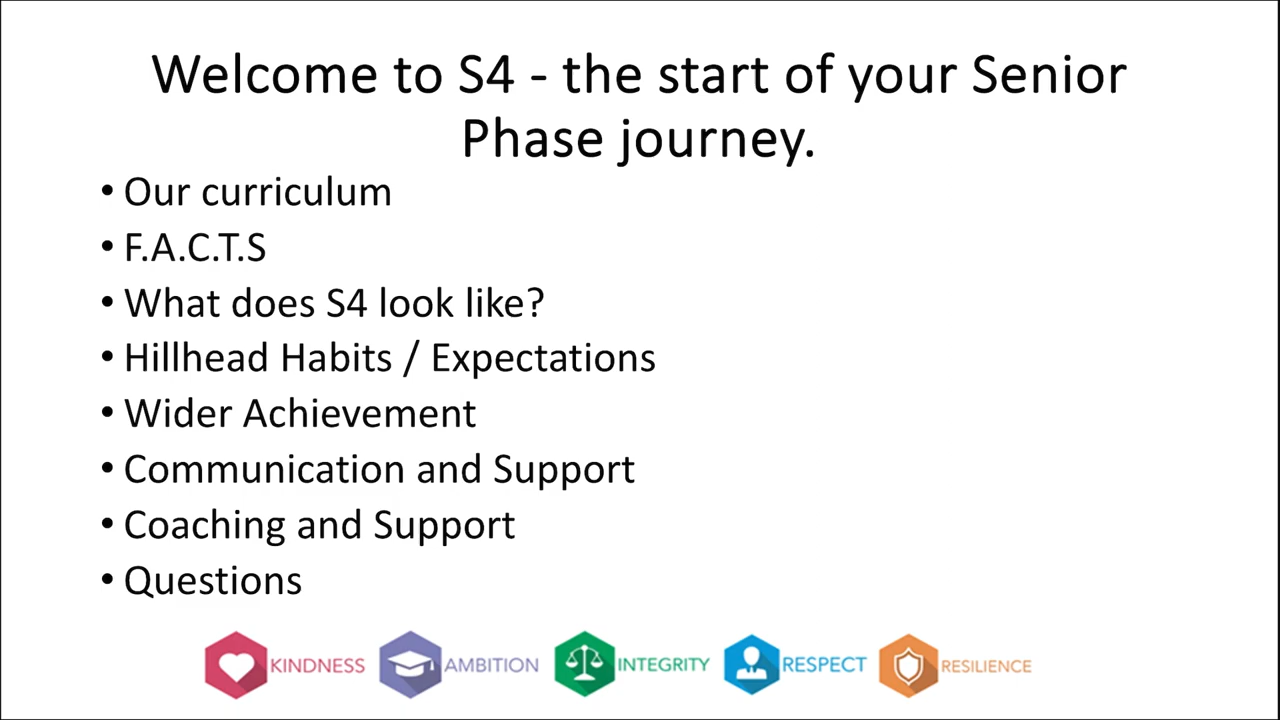 Welcome to S4 - the start of your Senior
Phase journey.
• Our curriculum
• F.A.C.T.S
• What does S4 look like?
• Hillhead Habits / Expectations
• Wider Achievement
• Communication and Support
• Coaching and Support
• Questions
KINDNESS AMBITION INTEGRITY RESPECT RESILIENCE